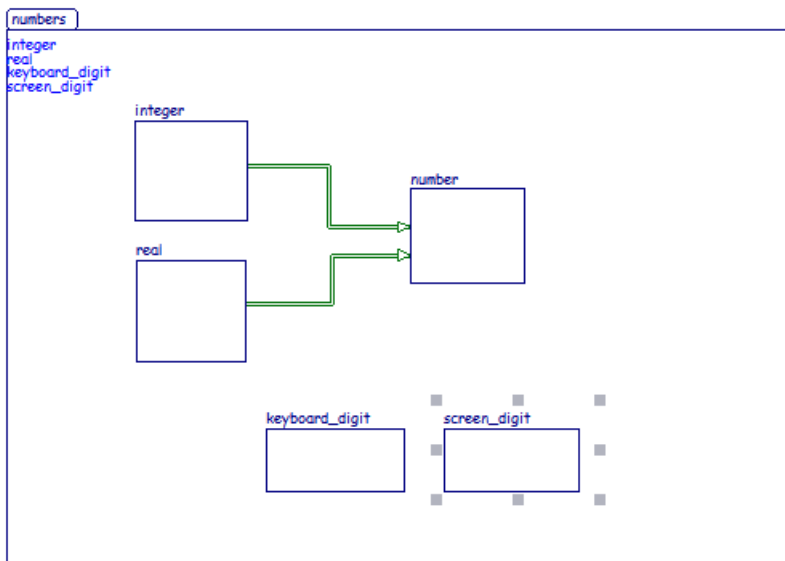 numbers
integer
real
keyboard_digit
screen_digit
integer
number
real
keyboard_digit
screen_digit